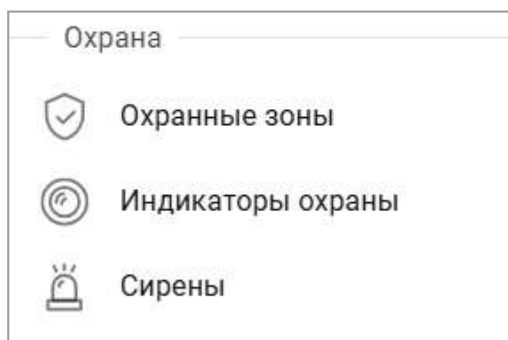 Охрана
Охранные зоны
Индикаторы охраны
Сирены